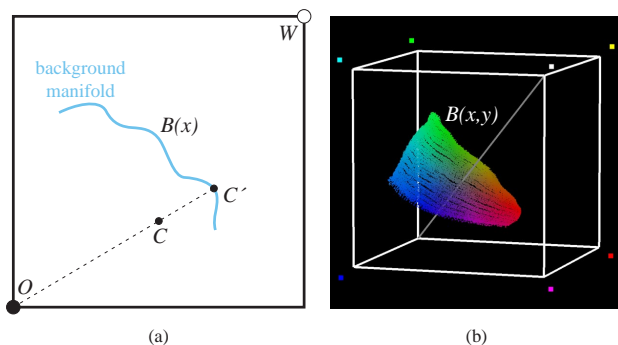 W
background
manifold
B(x)
C ′
C
O
(a)
B(x,y)
(b)